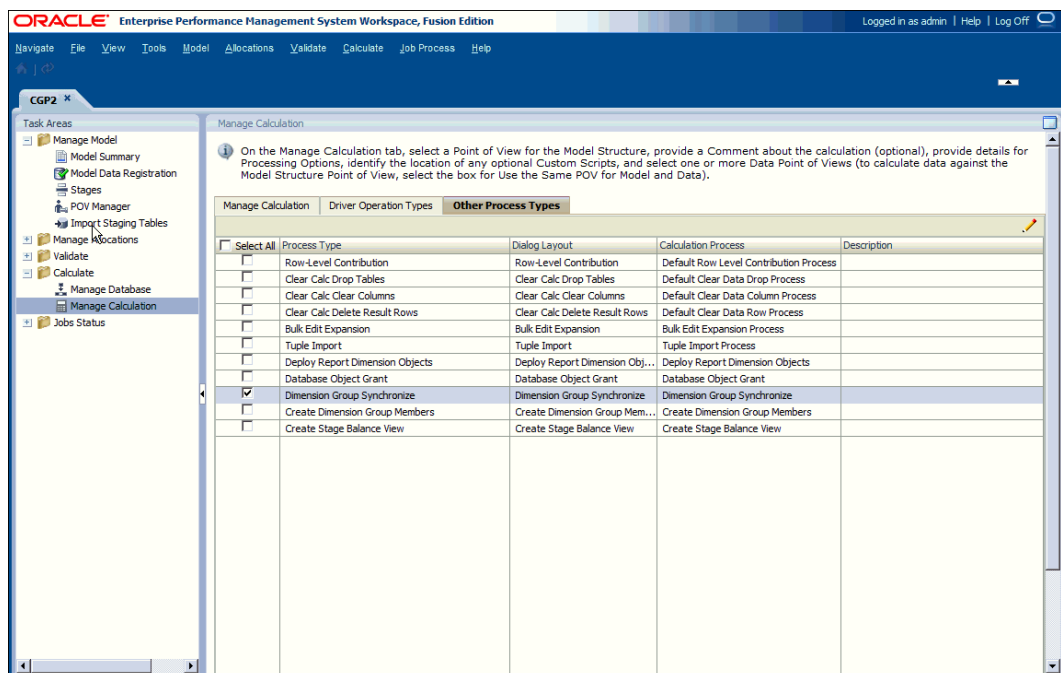 ORACLE Enterprise Performance Management System Workspace, Fusion Edition
Logged in as admin | Help | Log Off
Navigate File View Tools Model Allocations Validate Calculate Job Process Help
CGP2
Task Areas
Manage Model
Model Summary
Model Data Registration
Stages
POV Manager
Import Staging Tables
Manage Allocations
Validate
Calculate
Manage Database
Manage Calculation
Jobs Status
Manage Calculation
On the Manage Calculation tab, select a Point of View for the Model Structure, provide a Comment about the calculation (optional), provide details for
Processing Options, identify the location of any optional Custom Scripts, and select one or more Data Point of Views (to calculate data against the
Model Structure Point of View, select the box for Use the Same POV for Model and Data).
Manage Calculation Driver Operation Types Other Process Types
Select All Process Type Dialog Layout Calculation Process Description
Row-Level Contribution Row-Level Contribution Default Row Level Contribution Process
Clear Calc Drop Tables Clear Calc Drop Tables Default Clear Data Drop Process
Clear Calc Clear Columns Clear Calc Clear Columns Default Clear Data Column Process
Clear Calc Delete Result Rows Clear Calc Delete Result Rows Default Clear Data Row Process
Bulk Edit Expansion Bulk Edit Expansion Bulk Edit Expansion Process
Tuple Import Tuple Import Tuple Import Process
Deploy Report Dimension Objects Deploy Report Dimension Obj... Deploy Report Dimension Objects
Database Object Grant Database Object Grant Database Object Grant
Dimension Group Synchronize Dimension Group Synchronize Dimension Group Synchronize
Create Dimension Group Members Create Dimension Group Mem... Create Dimension Group Members
Create Stage Balance View Create Stage Balance View Create Stage Balance View